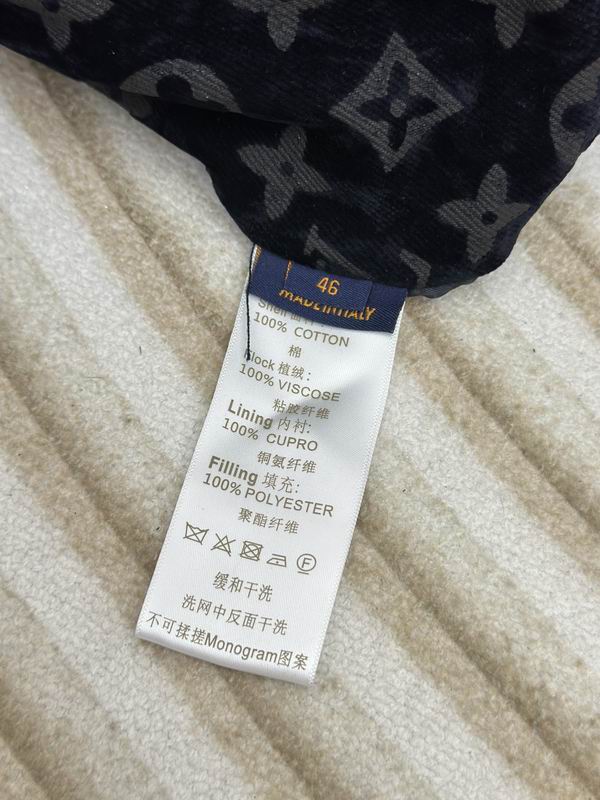 46
MADE IN ITALY
Shell
100% COTTON
棉
Flock 植绒:
100% VISCOSE
粘胶纤维
Lining 内衬:
100% CUPRO
铜氨纤维
Filling 填充:
100% POLYESTER
聚酯纤维
F
缓和干洗
洗网中反面干洗
不可揉搓Monogram图案